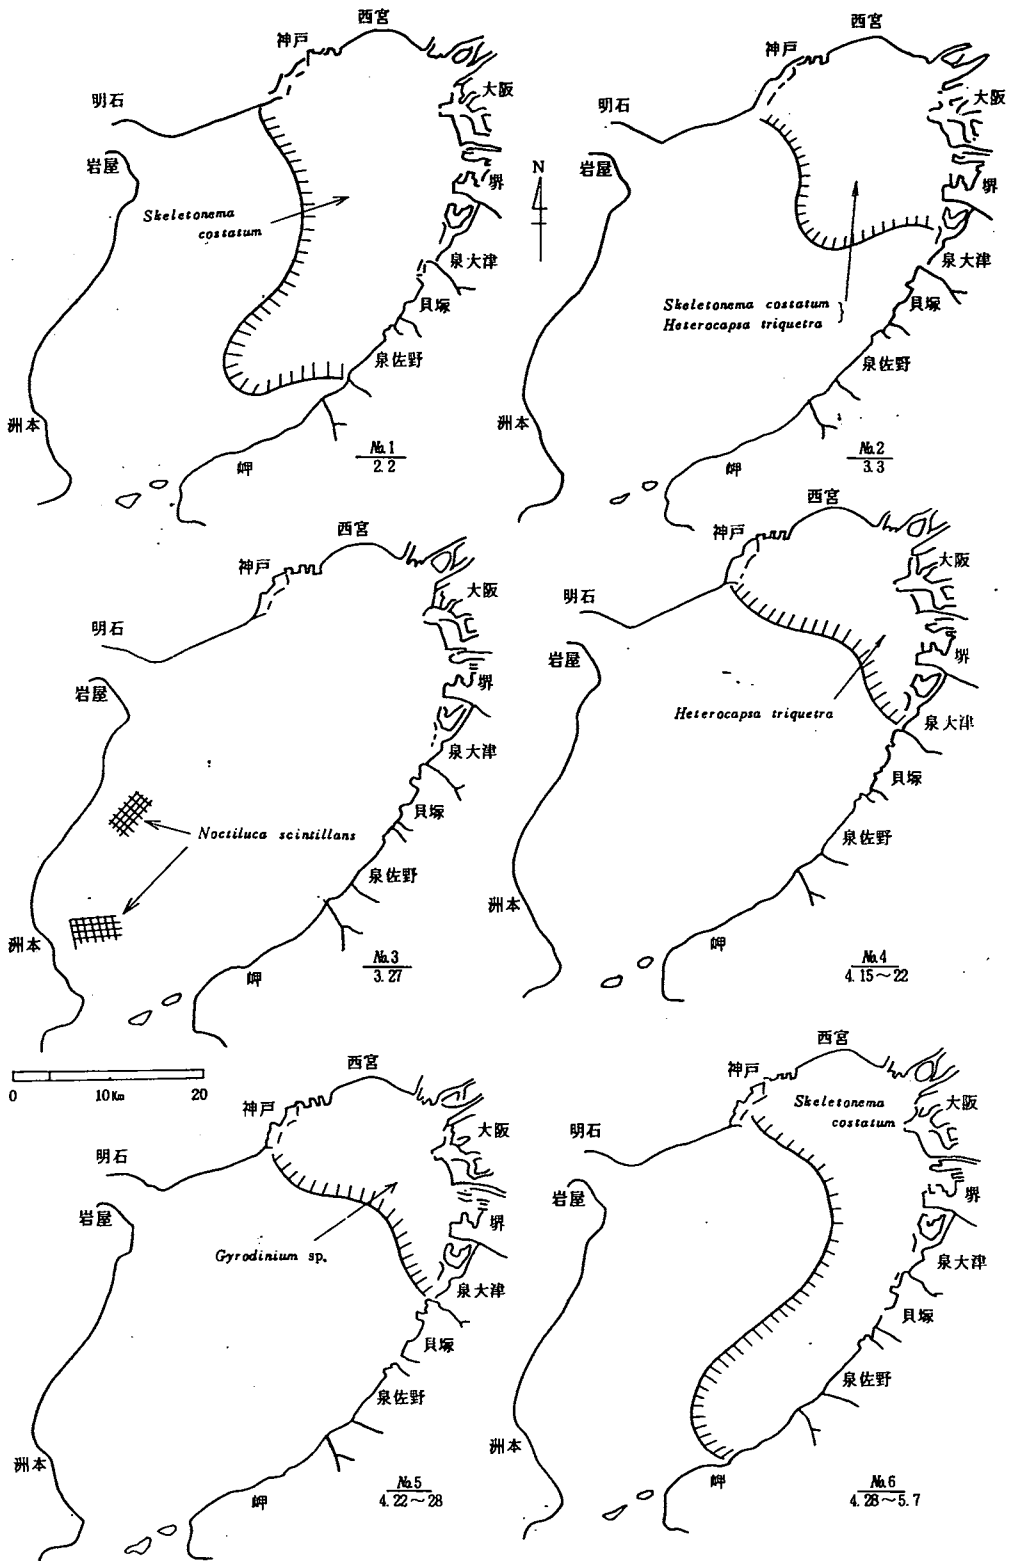 西宮
神戸
明石
大阪
岩屋
堺
Skeletonema
costatum
泉大津
貝塚
泉佐野
洲本
岬
No.1
2.2
N
西宮
神戸
明石
大阪
岩屋
堺
泉大津
Skeletonema costatum
Heterocapsa triquetra
貝塚
泉佐野
洲本
岬
No.2
3.3
西宮
神戸
大阪
明石
岩屋
堺
泉大津
貝塚
Noctiluca scintillans
泉佐野
洲本
岬
No.3
3.27
西宮
神戸
大阪
明石
岩屋
堺
Heterocapsa triquetra
泉大津
貝塚
泉佐野
洲本
岬
No.4
4.15~22
0 10Km 20
西宮
神戸
大阪
明石
岩屋
堺
Gyrodinium sp.
泉大津
貝塚
泉佐野
洲本
岬
No.5
4.22~28
西宮
神戸
Skeletonema
costatum
大阪
明石
岩屋
堺
泉大津
貝塚
泉佐野
洲本
岬
No.6
4.28~5.7